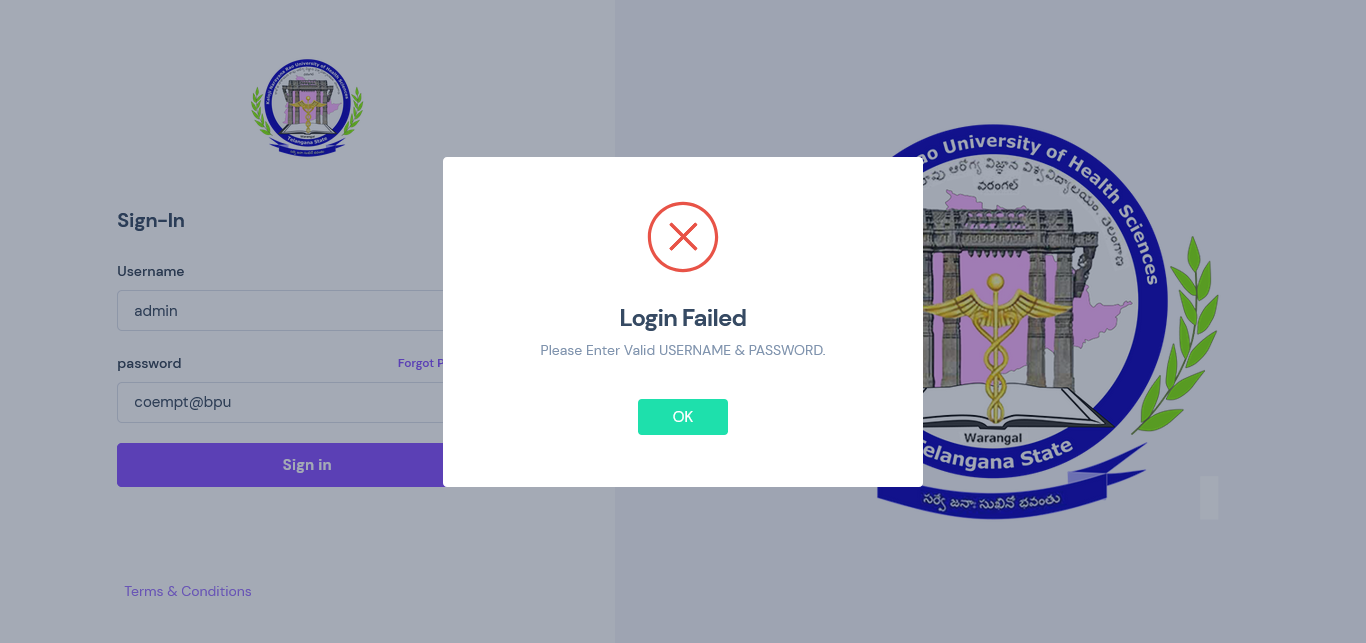 Sign-In
Username
admin
password
Forgot P
coempt@bpu
Sign in
Terms & Conditions
Login Failed
Please Enter Valid USERNAME & PASSWORD.
OK
ao University of Health Sciences
వరంగల్
Warangal
Telangana State
సర్వే జనాః సుఖినో భవంతు